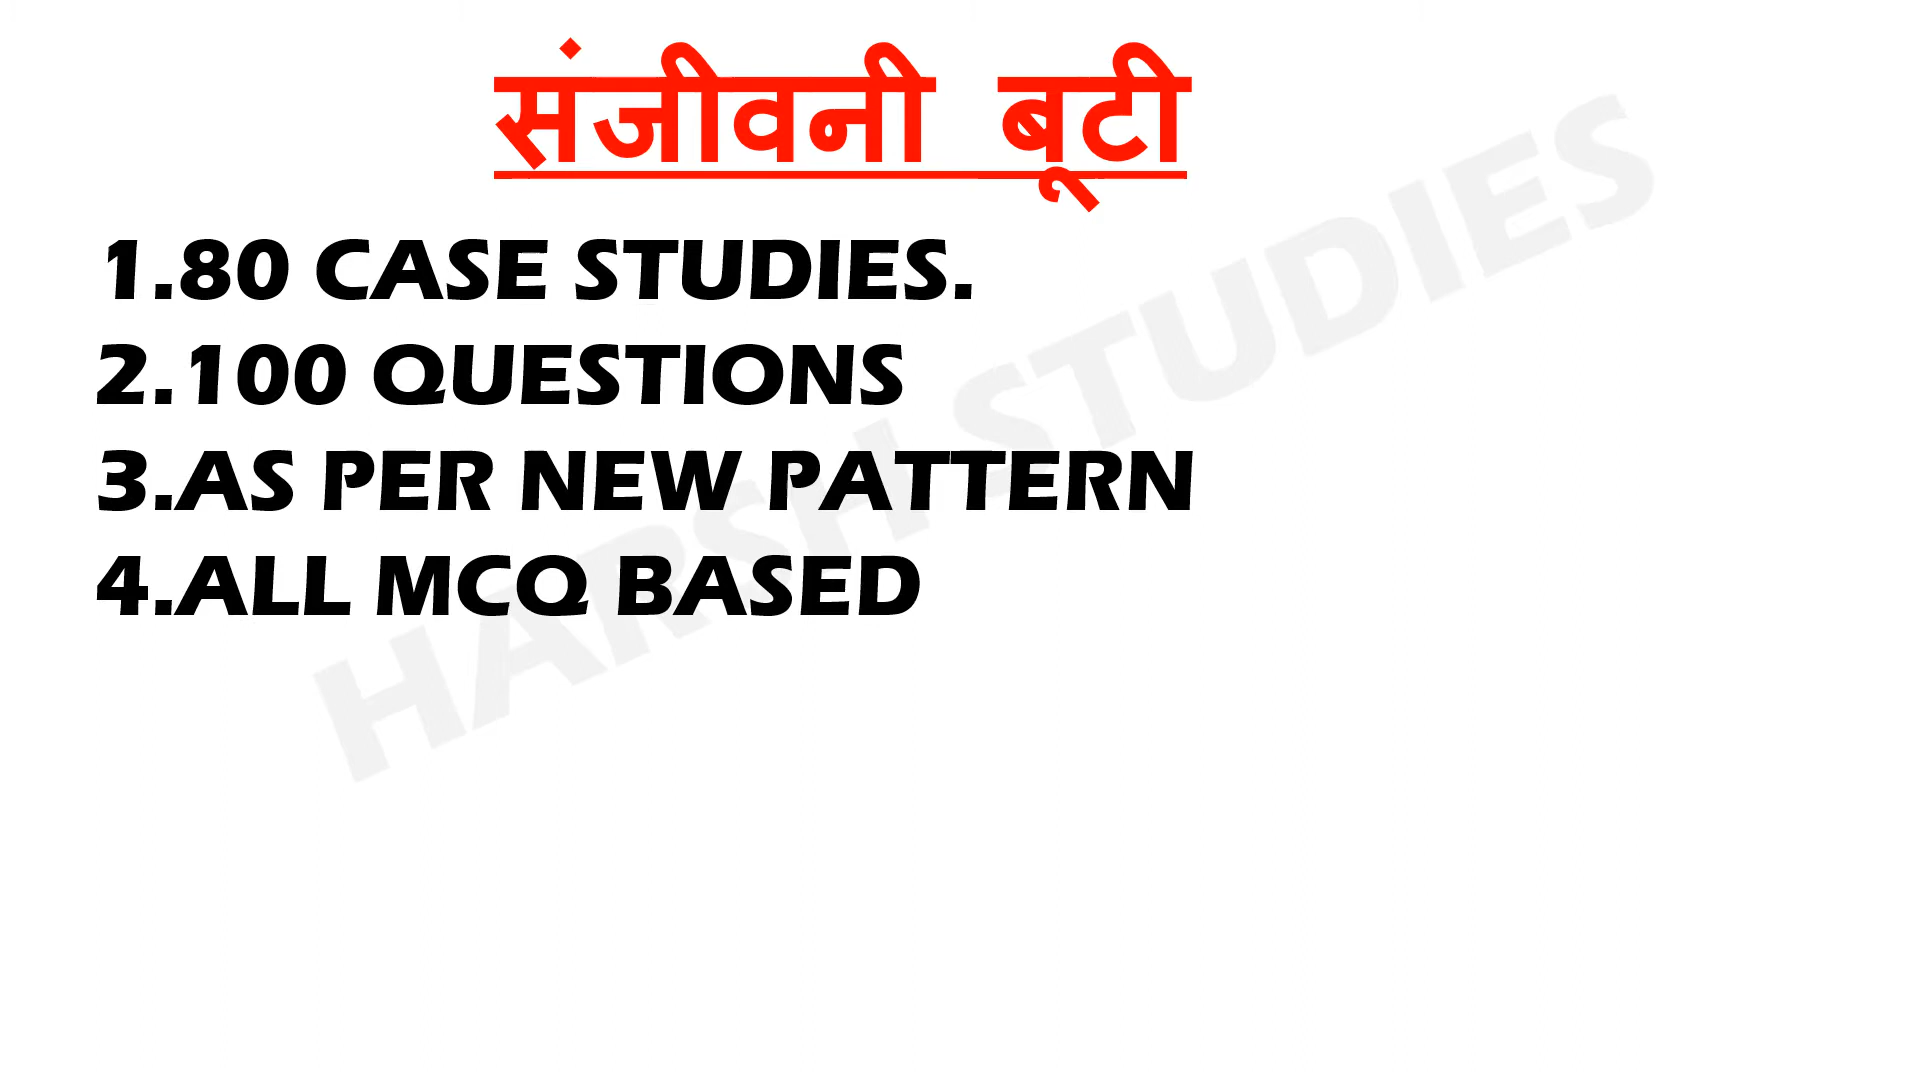 संजीवनी बूटी
1.80 CASE STUDIES.
2.100 QUESTIONS
3.AS PER NEW PATTERN
4.ALL MCQ BASED
HARSH STUDIES